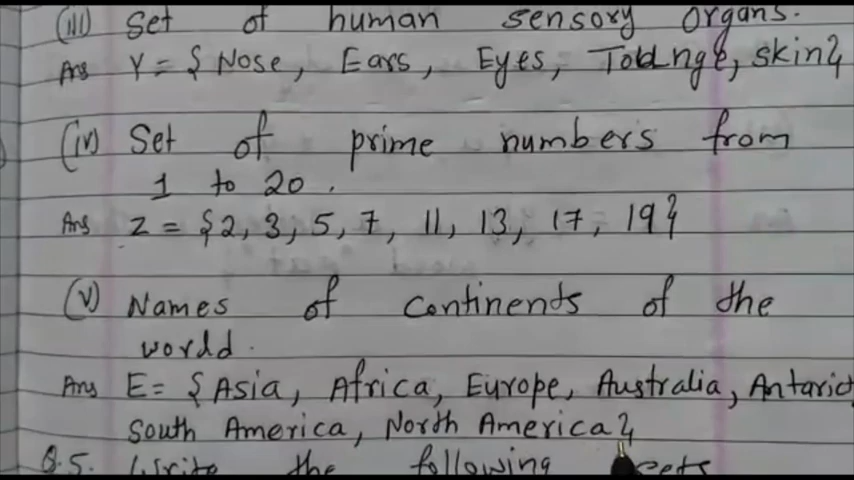 (iii) Set of human sensory organs.
Ans Y = { Nose, Ears, Eyes, Tounge, skin}
(iv) Set of prime numbers from
1 to 20.
Ans Z = {2, 3, 5, 7, 11, 13, 17, 19}
(v) Names of continents of the
world.
Ans E = {Asia, Africa, Europe, Australia, Antarict
South America, North America}
Q.5. Write the following sets